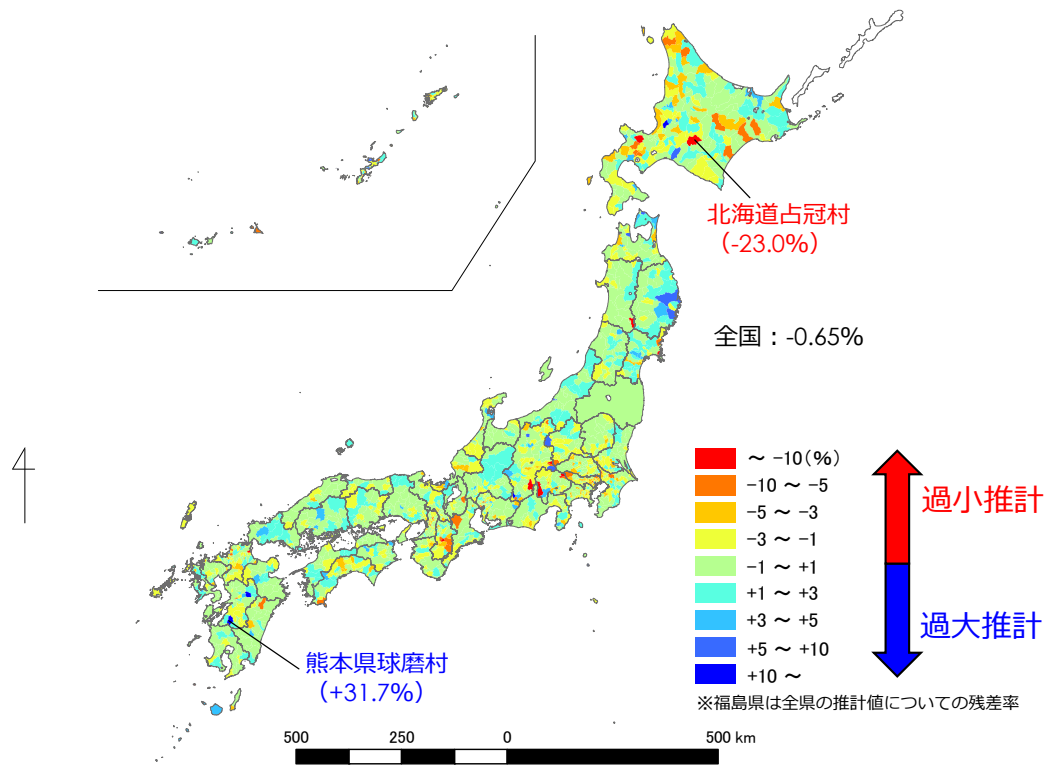 北海道占冠村
(-23.0%)
全国：-0.65%
～ -10(%)
-10 ～ -5
-5 ～ -3
-3 ～ -1
-1 ～ +1
+1 ～ +3
+3 ～ +5
+5 ～ +10
+10 ～
過小推計
過大推計
※福島県は全県の推計値についての残差率
熊本県球磨村
(+31.7%)
500 250 0 500 km